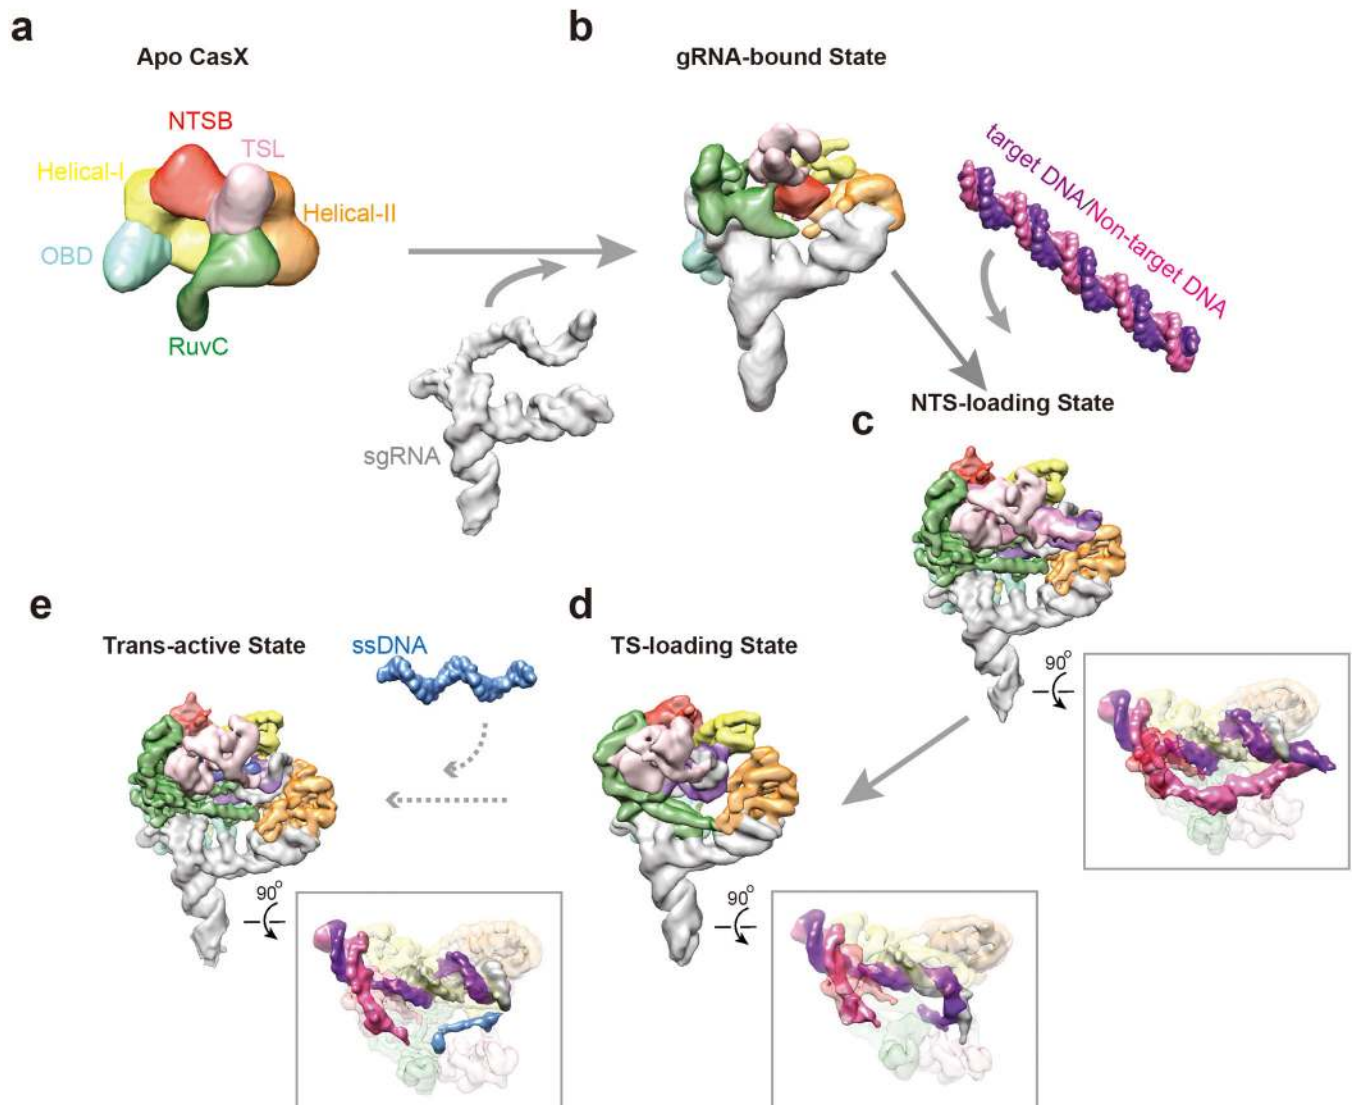 a
Apo CasX
NTSB
TSL
Helical-I
Helical-II
OBD
RuvC
sgRNA
b
gRNA-bound State
target DNA/Non-target DNA
NTS-loading State
c
90°
d
TS-loading State
90°
e
Trans-active State
ssDNA
90°